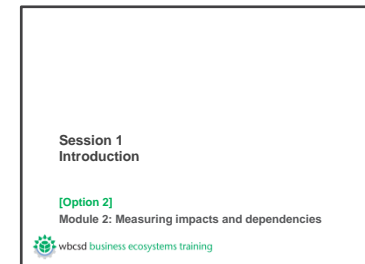 Session 1
Introduction
[Option 2]
Module 2: Measuring impacts and dependencies
wbcsd business ecosystems training